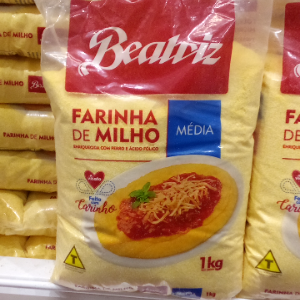 Beatriz
FARINHA
DE MILHO
MÉDIA
ENRIQUECIDA COM FERRO E ÁCIDO FÓLICO
Feito
com
Carinho
1kg
T
T